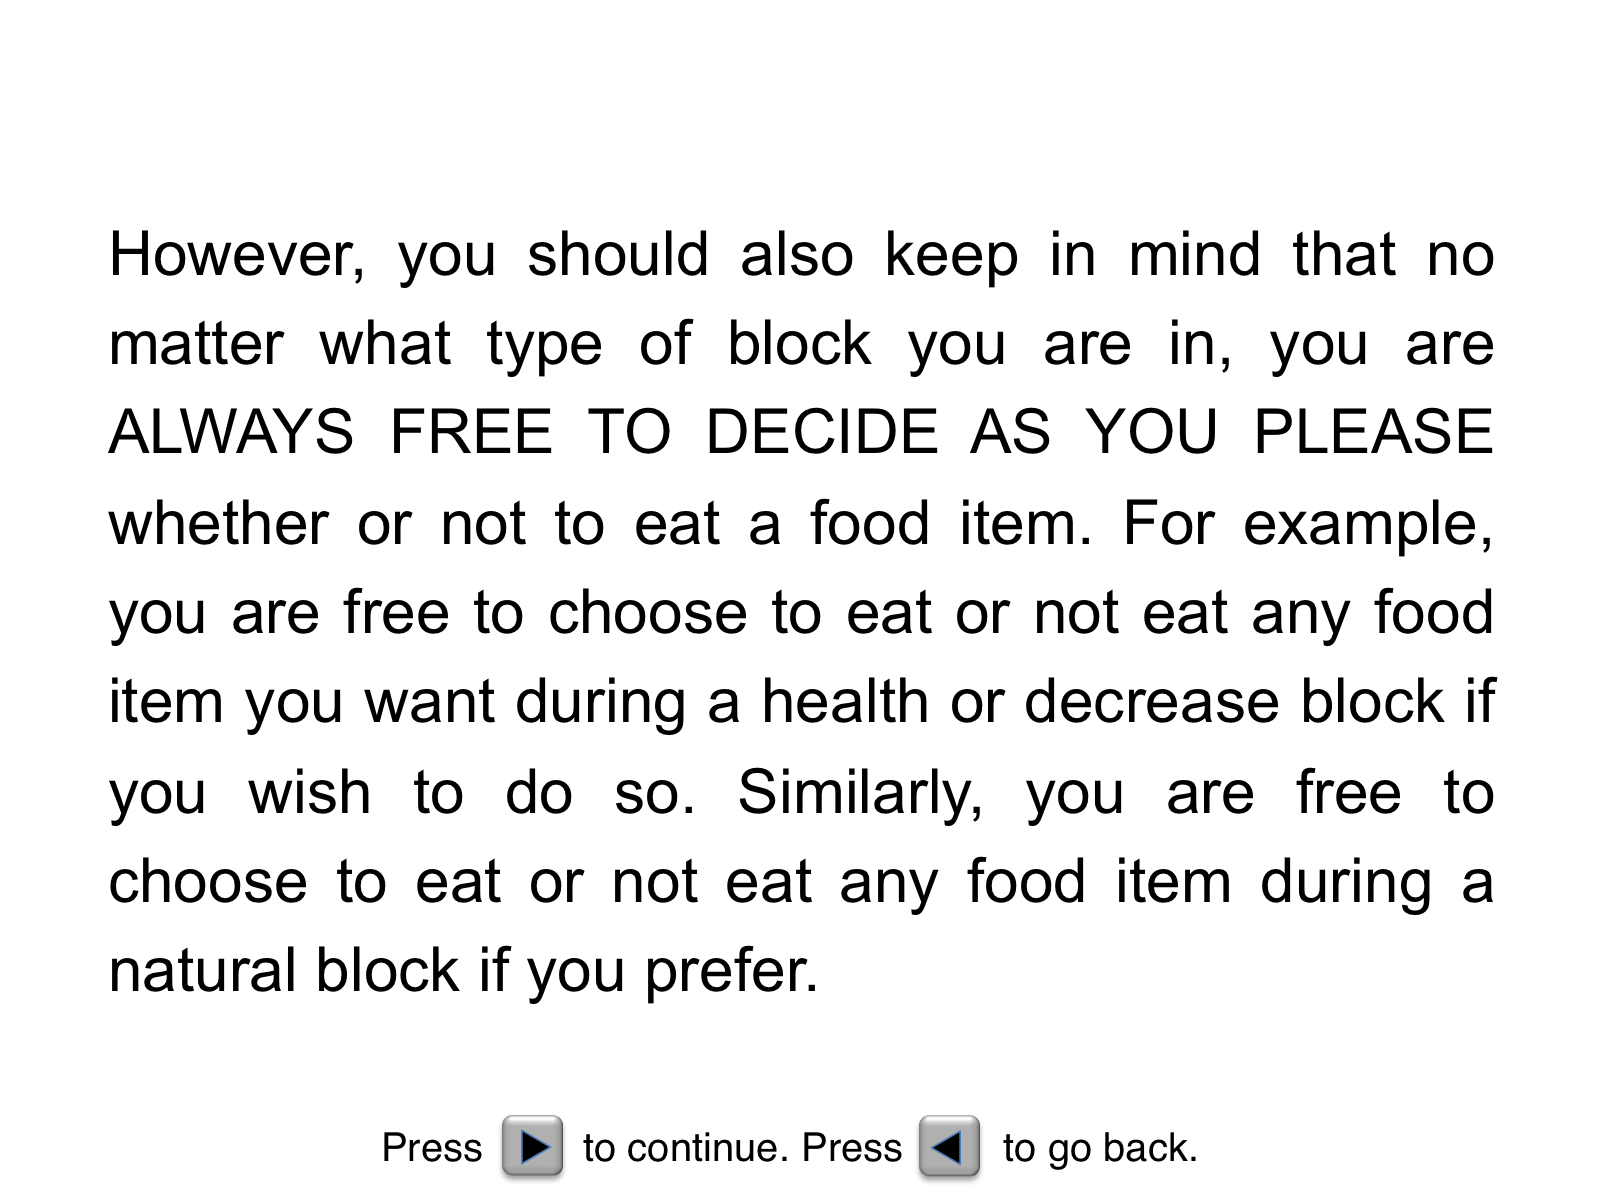 However, you should also keep in mind that no
matter what type of block you are in, you are
ALWAYS FREE TO DECIDE AS YOU PLEASE
whether or not to eat a food item. For example,
you are free to choose to eat or not eat any food
item you want during a health or decrease block if
you wish to do so. Similarly, you are free to
choose to eat or not eat any food item during a
natural block if you prefer.
Press to continue. Press to go back.